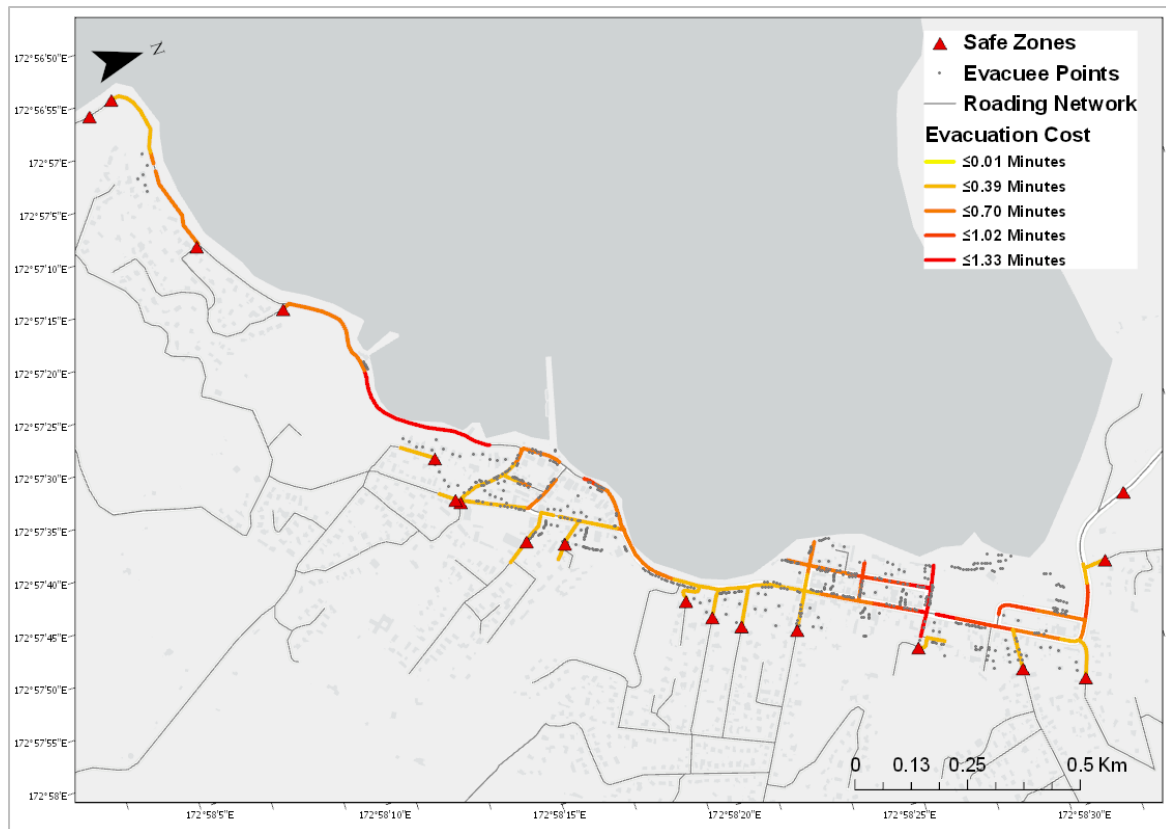 N
Safe Zones
Evacuee Points
Roading Network
Evacuation Cost
≤0.01 Minutes
≤0.39 Minutes
≤0.70 Minutes
≤1.02 Minutes
≤1.33 Minutes
172°56'50"E
172°56'55"E
172°57'E
172°57'5"E
172°57'10"E
172°57'15"E
172°57'20"E
172°57'25"E
172°57'30"E
172°57'35"E
172°57'40"E
172°57'45"E
172°57'50"E
172°57'55"E
172°58'E
0 0.13 0.25 0.5 Km
172°58'5"E 172°58'10"E 172°58'15"E 172°58'20"E 172°58'25"E 172°58'30"E